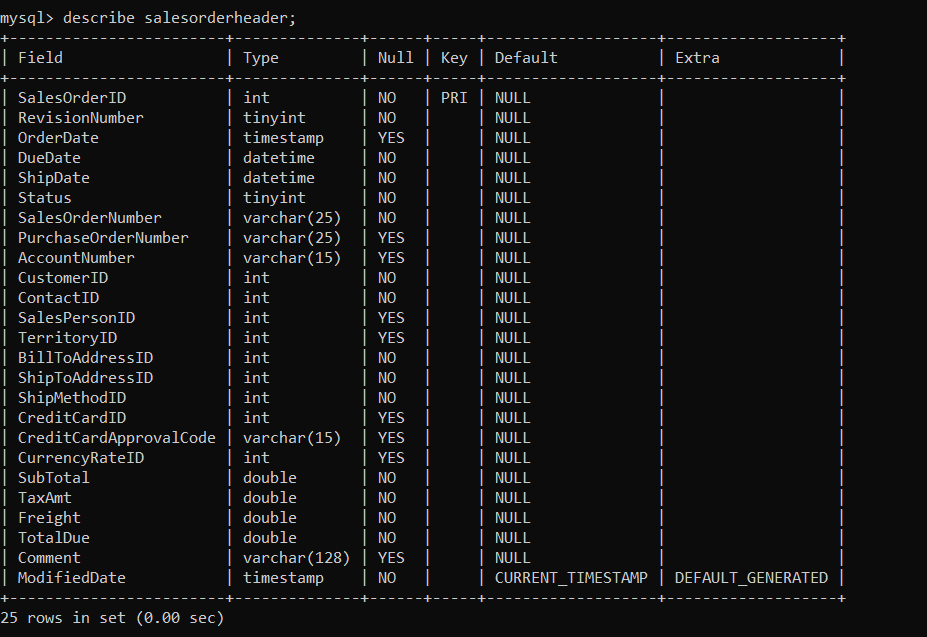 mysql> describe salesorderheader;
+-----------------------+--------------+------+-----+-------------------+-------------------+
| Field                 | Type         | Null | Key | Default           | Extra             |
+-----------------------+--------------+------+-----+-------------------+-------------------+
| SalesOrderID          | int          | NO   | PRI | NULL              |                   |
| RevisionNumber        | tinyint      | NO   |     | NULL              |                   |
| OrderDate             | timestamp    | YES  |     | NULL              |                   |
| DueDate               | datetime     | NO   |     | NULL              |                   |
| ShipDate              | datetime     | NO   |     | NULL              |                   |
| Status                | tinyint      | NO   |     | NULL              |                   |
| SalesOrderNumber      | varchar(25)  | NO   |     | NULL              |                   |
| PurchaseOrderNumber   | varchar(25)  | YES  |     | NULL              |                   |
| AccountNumber         | varchar(15)  | YES  |     | NULL              |                   |
| CustomerID            | int          | NO   |     | NULL              |                   |
| ContactID             | int          | NO   |     | NULL              |                   |
| SalesPersonID         | int          | YES  |     | NULL              |                   |
| TerritoryID           | int          | YES  |     | NULL              |                   |
| BillToAddressID       | int          | NO   |     | NULL              |                   |
| ShipToAddressID       | int          | NO   |     | NULL              |                   |
| ShipMethodID          | int          | NO   |     | NULL              |                   |
| CreditCardID          | int          | YES  |     | NULL              |                   |
| CreditCardApprovalCode | varchar(15)  | YES  |     | NULL              |                   |
| CurrencyRateID        | int          | YES  |     | NULL              |                   |
| SubTotal              | double       | NO   |     | NULL              |                   |
| TaxAmt                | double       | NO   |     | NULL              |                   |
| Freight               | double       | NO   |     | NULL              |                   |
| TotalDue              | double       | NO   |     | NULL              |                   |
| Comment               | varchar(128) | YES  |     | NULL              |                   |
| ModifiedDate          | timestamp    | NO   |     | CURRENT_TIMESTAMP | DEFAULT_GENERATED |
+-----------------------+--------------+------+-----+-------------------+-------------------+
25 rows in set (0.00 sec)